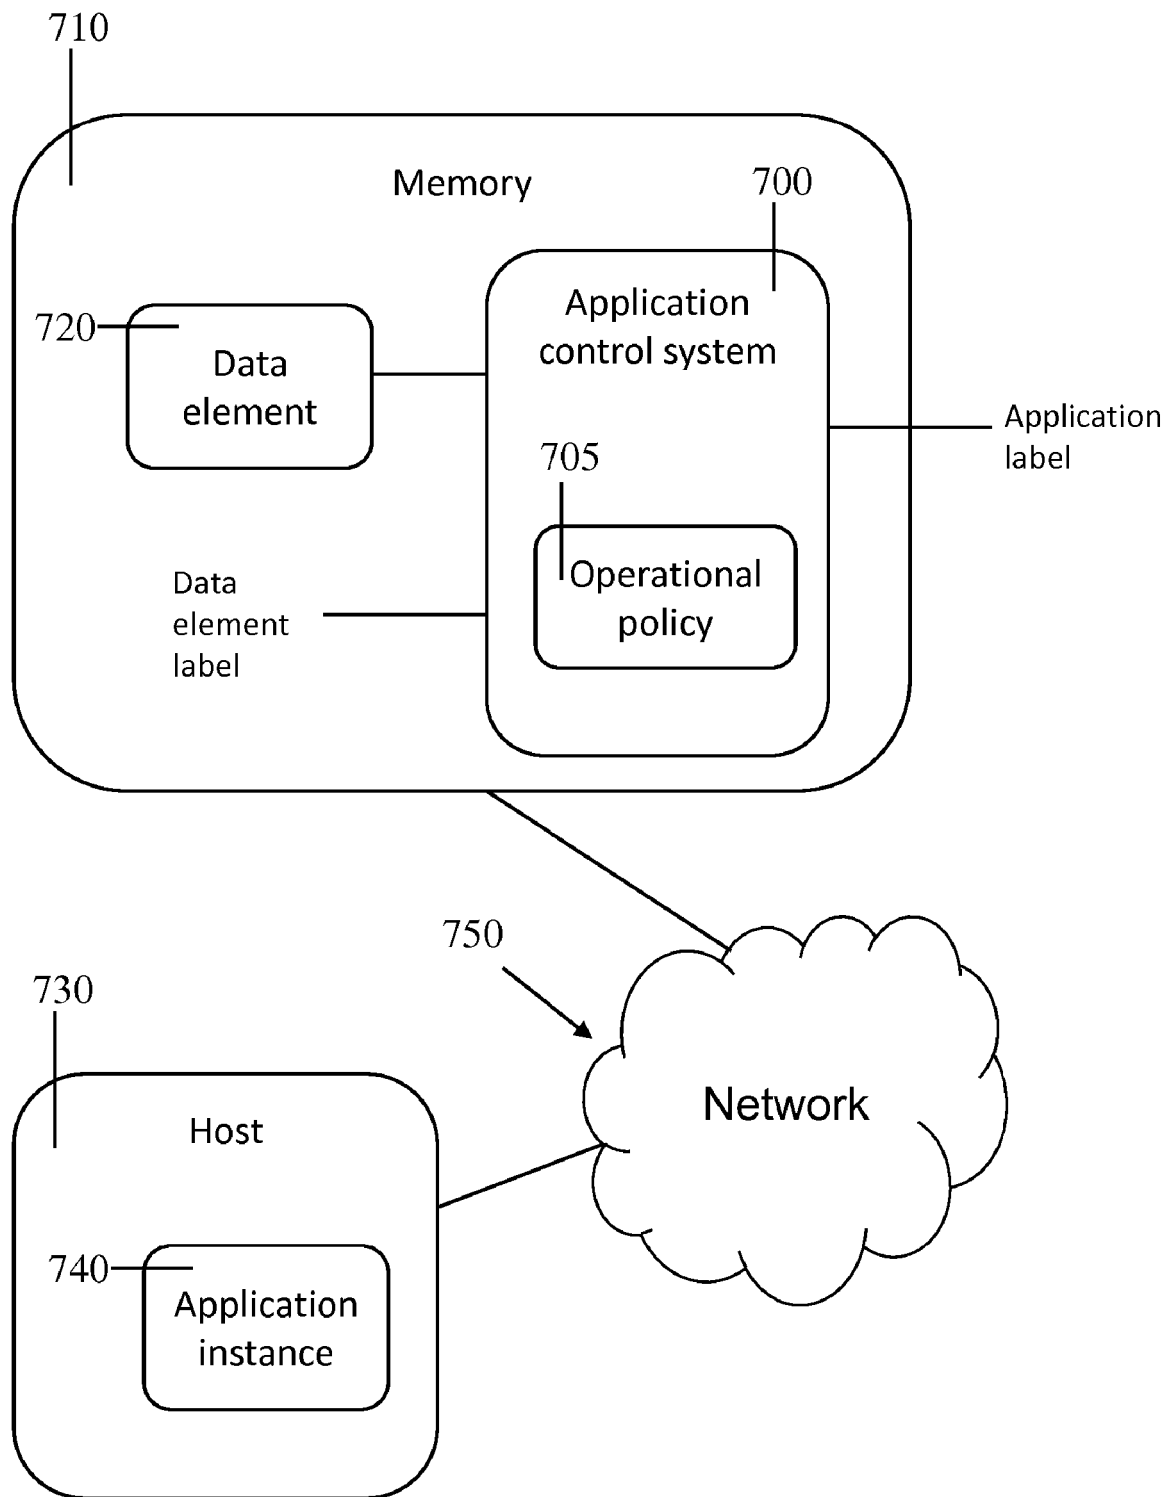 710
Memory
700
Application
control system
720
Data
element
Application
label
705
Operational
policy
Data
element
label
750
730
Network
Host
740
Application
instance